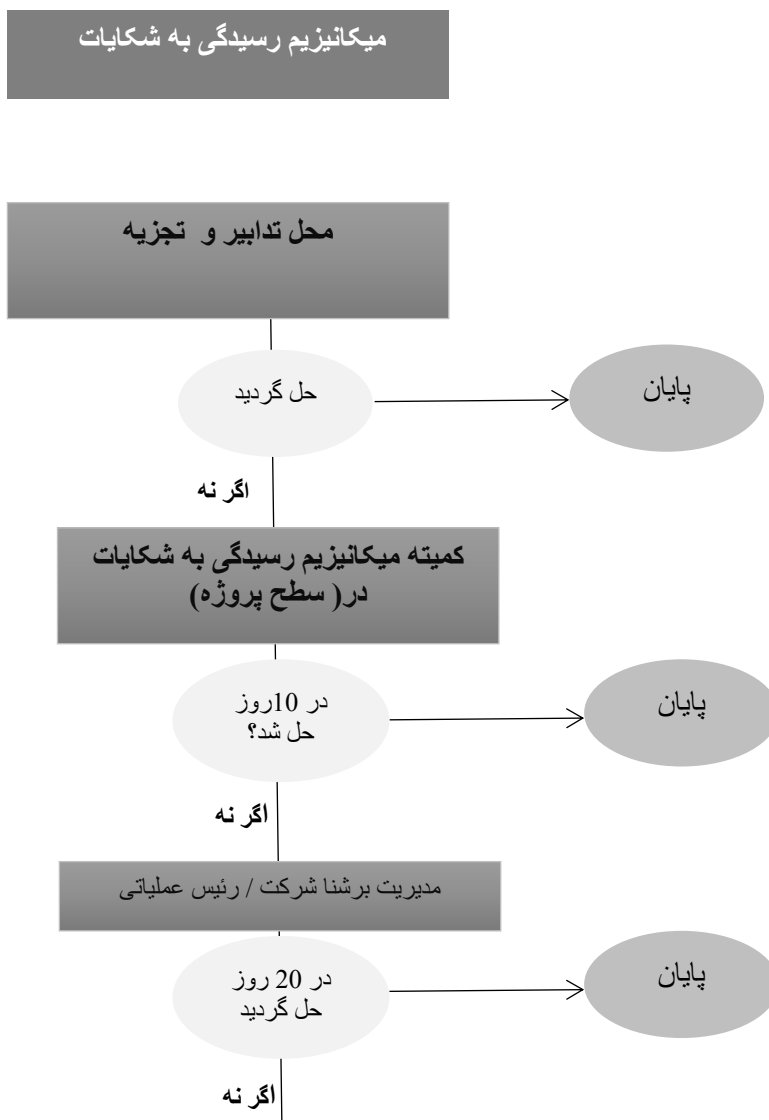 میکانیزیم رسیدگی به شکایات
محل تدابیر و تجزیه
حل گردید
پایان
اگر نه
کمیته میکانیزیم رسیدگی به شکایات
در( سطح پروژه)
در 10روز
حل شد؟
پایان
اگر نه
مدیریت برشنا شرکت / رئیس عملیاتی
در 20 روز
حل گردید
پایان
اگر نه